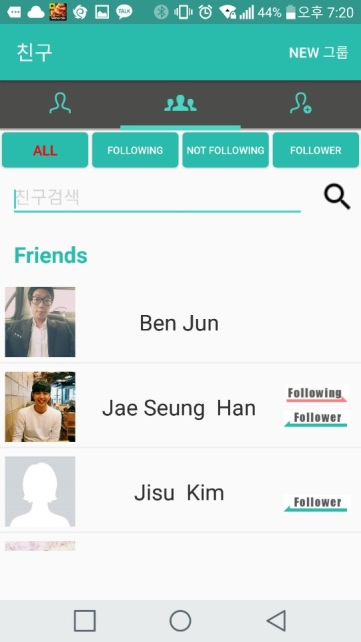 TALK 44% 오후 7:20
친구 NEW 그룹
ALL FOLLOWING NOT FOLLOWING FOLLOWER
친구검색
Friends
Ben Jun
Following
Jae Seung Han
Follower
Jisu Kim
Follower